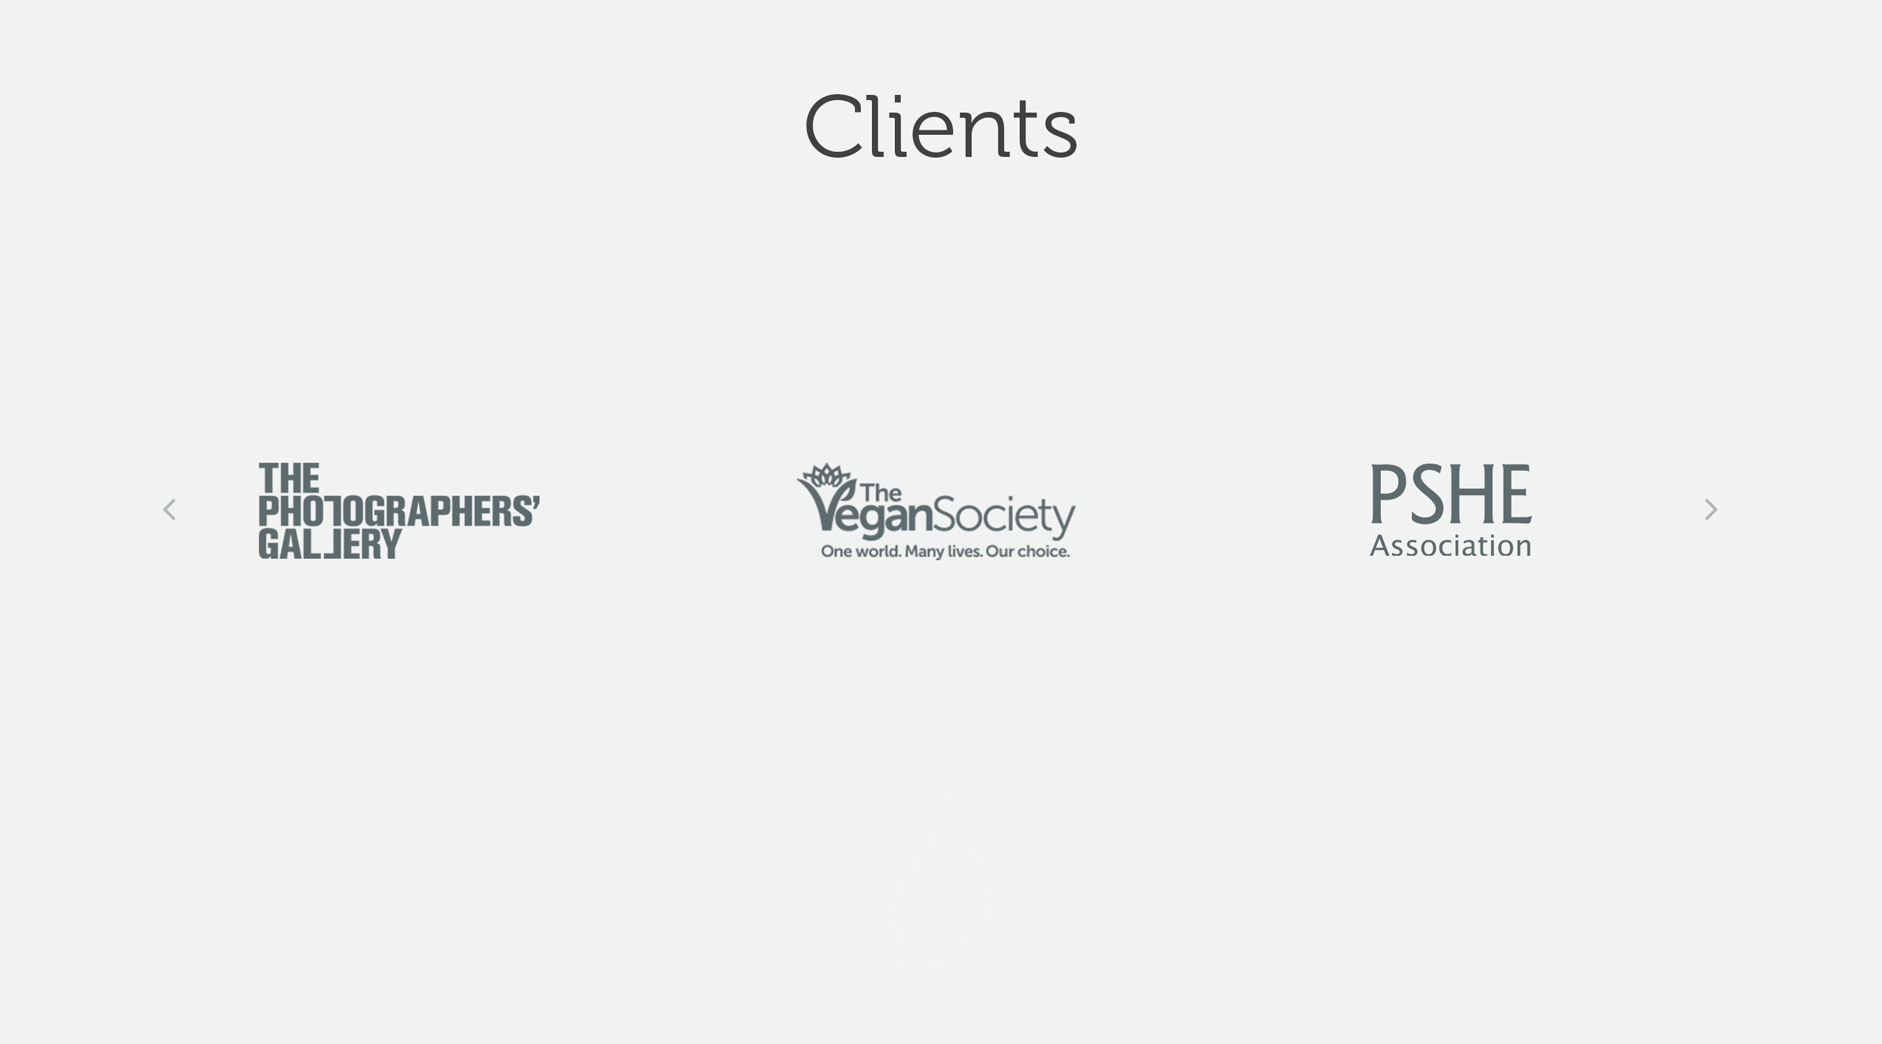 Clients
THE
PHOTOGRAPHERS’
GALLERY
The
VeganSociety
One world. Many lives. Our choice.
PSHE
Association